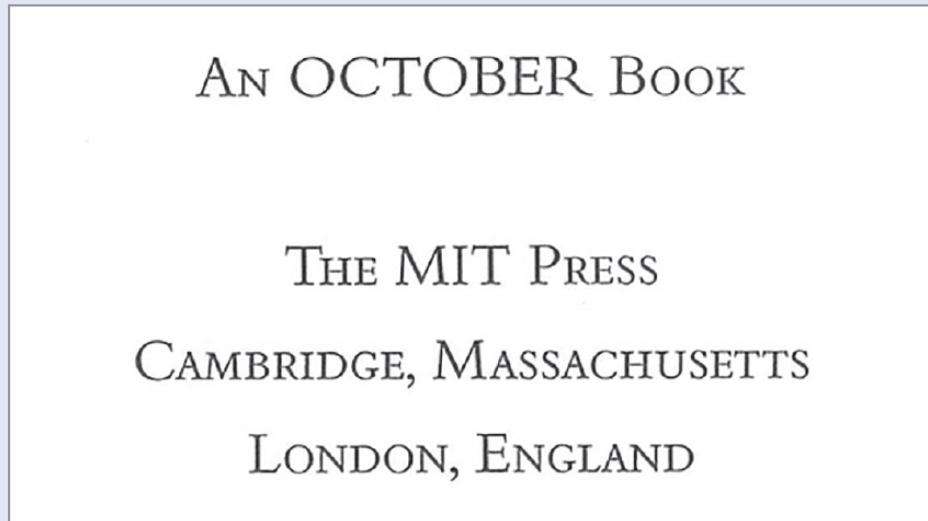 An OCTOBER Book
The MIT Press
Cambridge, Massachusetts
London, England